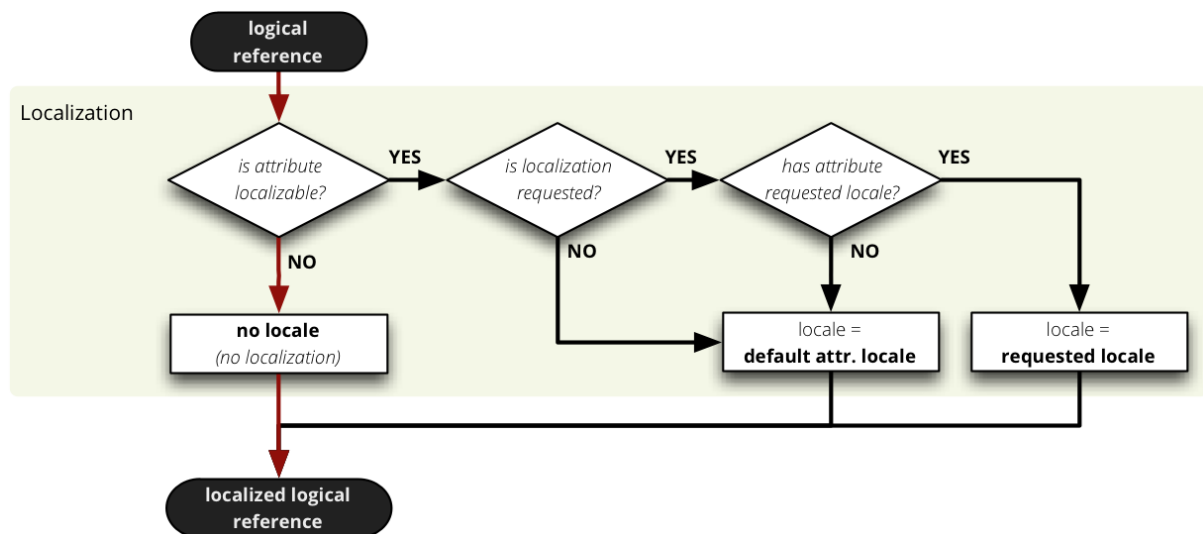 logical
reference
Localization
is attribute
localizable?
YES
is localization
requested?
YES
has attribute
requested locale?
YES
NO
NO
NO
no locale
(no localization)
locale =
default attr. locale
locale =
requested locale
localized logical
reference